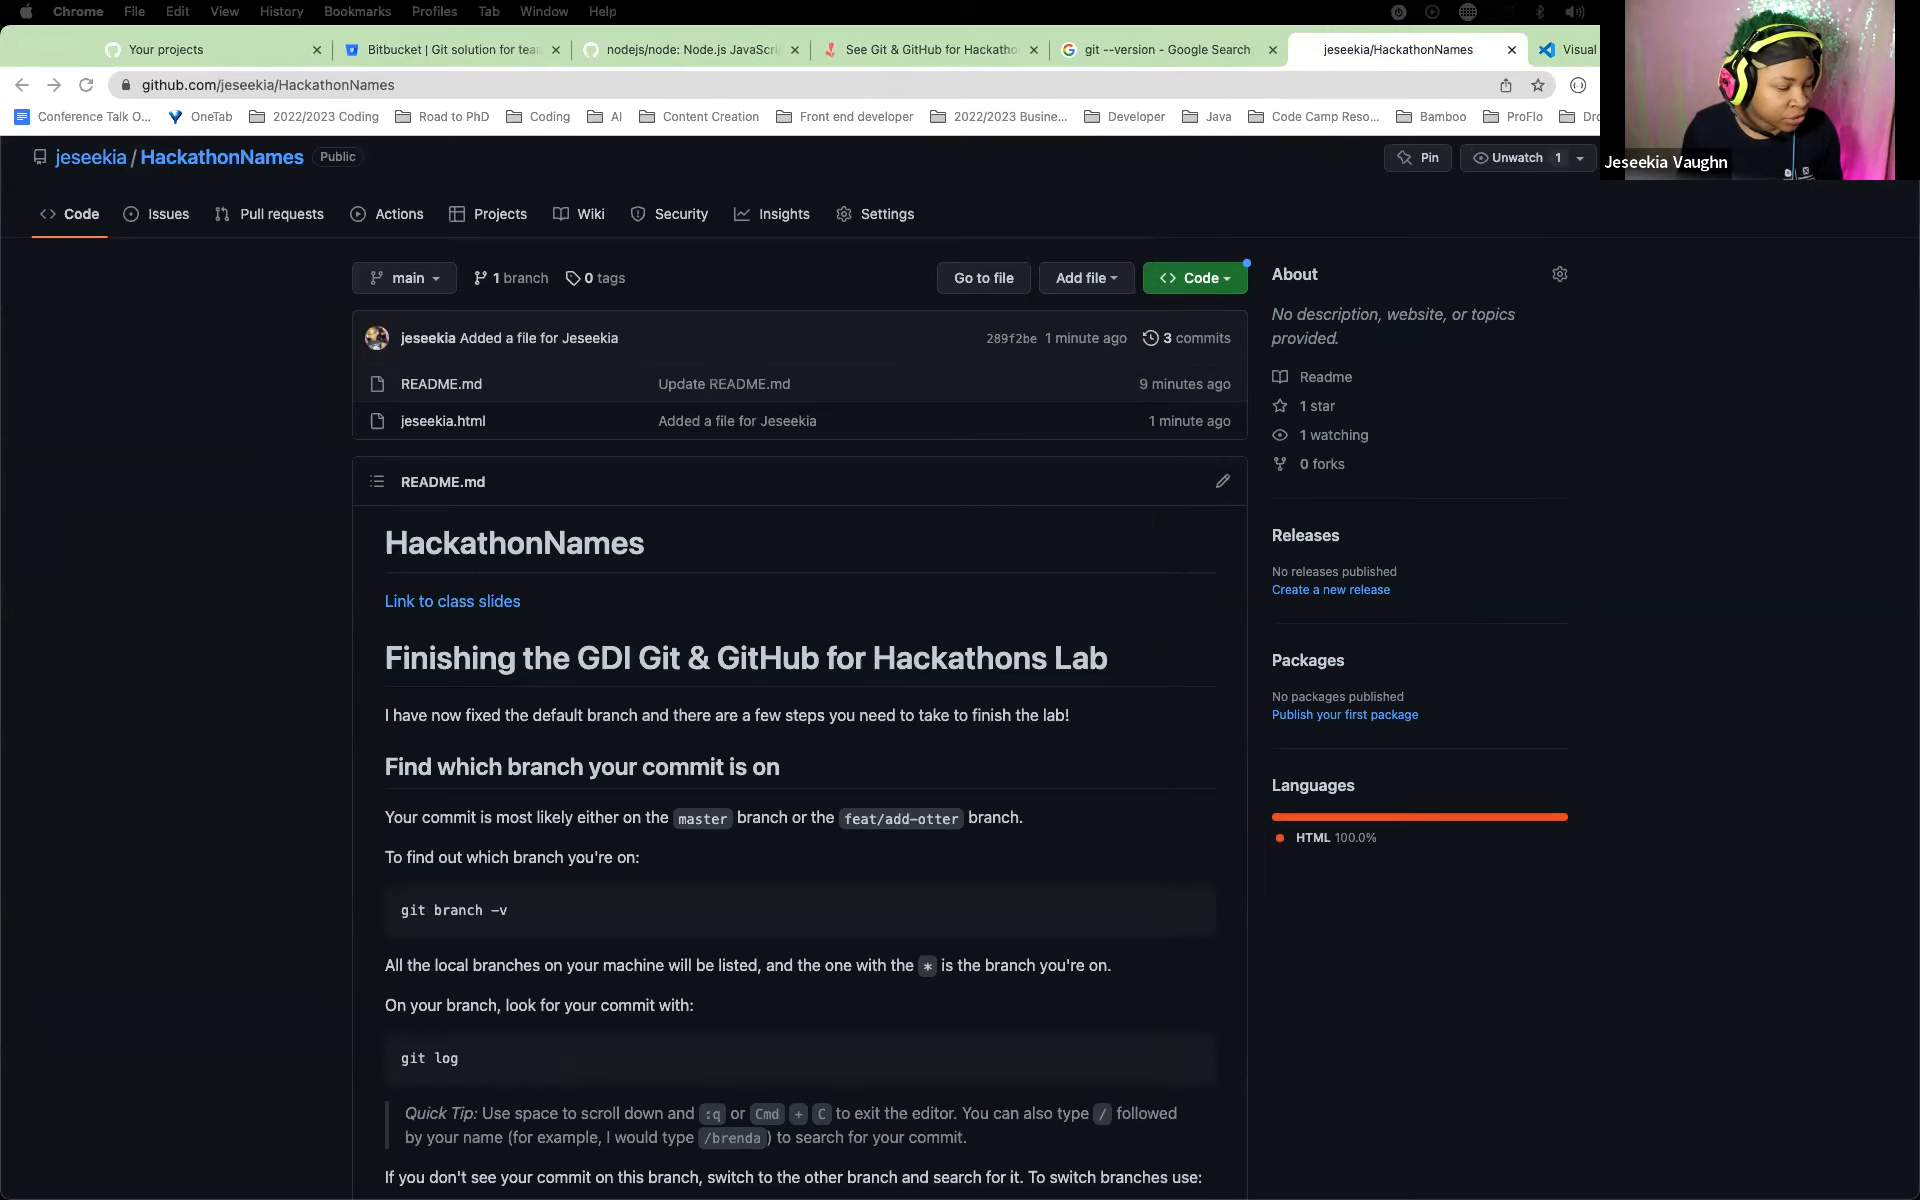 Chrome File Edit View History Bookmarks Profiles Tab Window Help
Your projects
Bitbucket | Git solution for tea
nodejs/node: Node.js JavaScri
See Git & GitHub for Hackatho
git --version - Google Search
jeseekia/HackathonNames
Visual
github.com/jeseekia/HackathonNames
Conference Talk O... OneTab 2022/2023 Coding Road to PhD Coding AI Content Creation Front end developer 2022/2023 Busine... Developer Java Code Camp Reso... Bamboo ProFlo Dro
Jeseekia Vaughn
jeseekia / HackathonNames Public
Pin Unwatch 1
Code Issues Pull requests Actions Projects Wiki Security Insights Settings
main 1 branch 0 tags Go to file Add file Code
jeseekia Added a file for Jeseekia 289f2be 1 minute ago 3 commits
README.md Update README.md 9 minutes ago
jeseekia.html Added a file for Jeseekia 1 minute ago
README.md
HackathonNames
Link to class slides
Finishing the GDI Git & GitHub for Hackathons Lab
I have now fixed the default branch and there are a few steps you need to take to finish the lab!
Find which branch your commit is on
Your commit is most likely either on the master branch or the feat/add-otter branch.
To find out which branch you're on:
git branch -v
All the local branches on your machine will be listed, and the one with the * is the branch you're on.
On your branch, look for your commit with:
git log
Quick Tip: Use space to scroll down and :q or Cmd + C to exit the editor. You can also type / followed
by your name (for example, I would type /brenda ) to search for your commit.
If you don't see your commit on this branch, switch to the other branch and search for it. To switch branches use:
About
No description, website, or topics
provided.
Readme
1 star
1 watching
0 forks
Releases
No releases published
Create a new release
Packages
No packages published
Publish your first package
Languages
HTML 100.0%